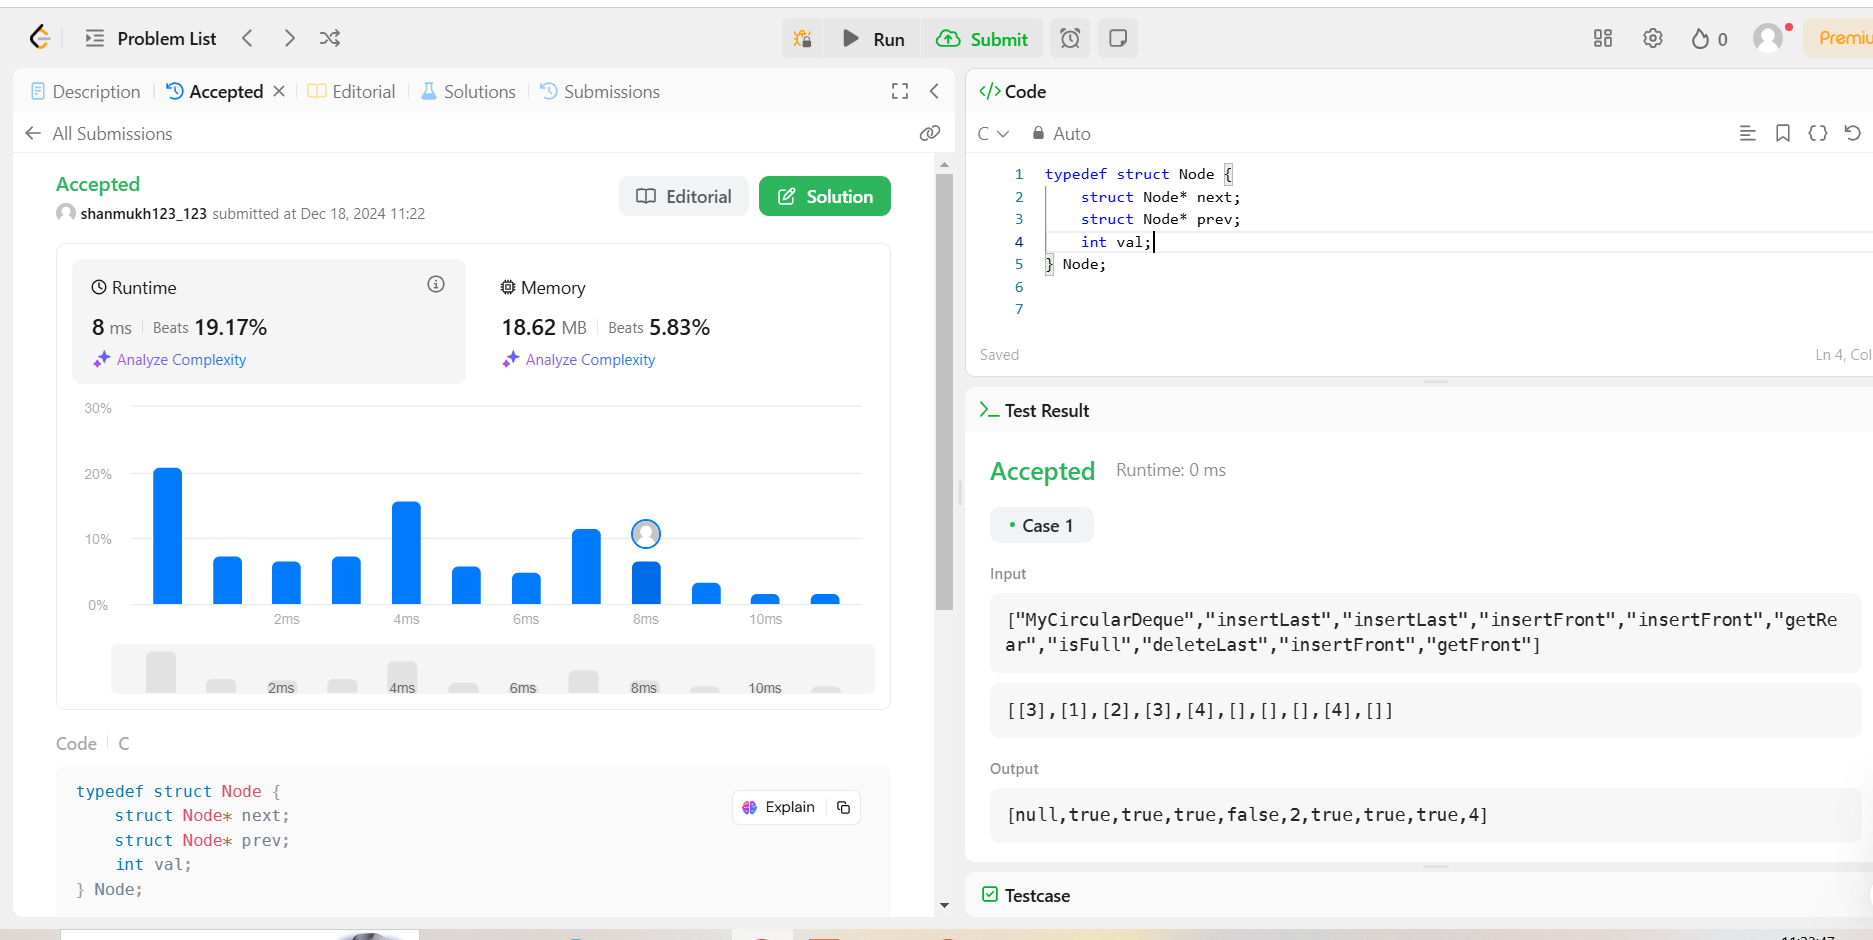 Problem List
Run
Submit
0
Premiu
Description
Accepted
Editorial
Solutions
Submissions
All Submissions
Accepted
shanmukh123_123 submitted at Dec 18, 2024 11:22
Editorial
Solution
Runtime
8 ms
Beats 19.17%
Analyze Complexity
Memory
18.62 MB
Beats 5.83%
Analyze Complexity
30%
20%
10%
0%
2ms 4ms 6ms 8ms 10ms
2ms 4ms 6ms 8ms 10ms
Code C
typedef struct Node {
struct Node* next;
struct Node* prev;
int val;
} Node;
Explain
</> Code
C
Auto
1 typedef struct Node {
2 struct Node* next;
3 struct Node* prev;
4 int val;
5 } Node;
6
7
Saved
Ln 4, Col
Test Result
Accepted Runtime: 0 ms
Case 1
Input
["MyCircularDeque","insertLast","insertLast","insertFront","insertFront","getRe
ar","isFull","deleteLast","insertFront","getFront"]
[[3],[1],[2],[3],[4],[],[],[],[4],[]]
Output
[null,true,true,true,false,2,true,true,true,4]
Testcase